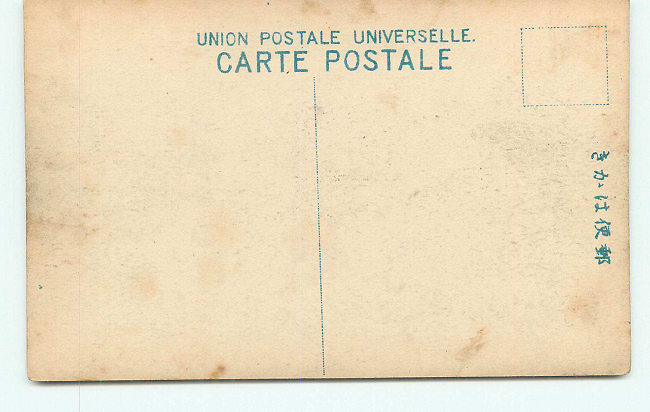 UNION POSTALE UNIVERSELLE.
CARTE POSTALE
郵便はかき